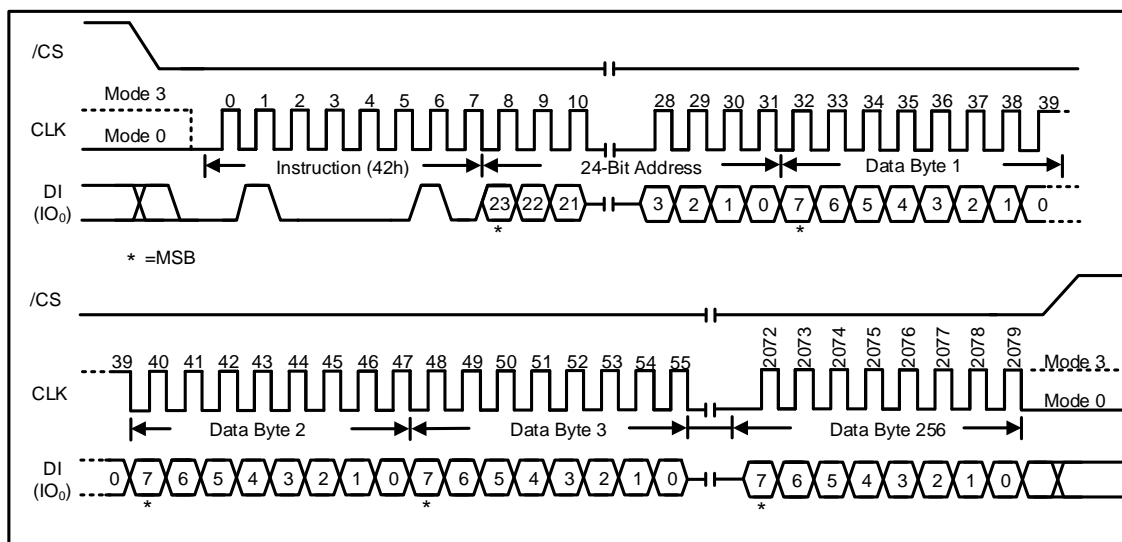 /CS
Mode 3
0 1 2 3 4 5 6 7 8 9 10 28 29 30 31 32 33 34 35 36 37 38 39
CLK
Mode 0
Instruction (42h) 24-Bit Address Data Byte 1
DI
(IO₀)
23 22 21 3 2 1 0 7 6 5 4 3 2 1 0
* *
* =MSB
/CS
39 40 41 42 43 44 45 46 47 48 49 50 51 52 53 54 55 2072 2073 2074 2075 2076 2077 2078 2079
Mode 3
CLK
Mode 0
Data Byte 2 Data Byte 3 Data Byte 256
DI
(IO₀)
0 7 6 5 4 3 2 1 0 7 6 5 4 3 2 1 0 7 6 5 4 3 2 1 0
* * *